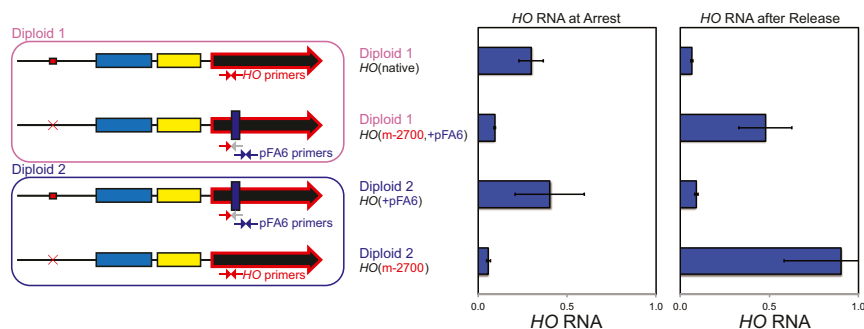 Diploid 1
HO primers
pFA6 primers
Diploid 2
pFA6 primers
HO primers
Diploid 1
HO(native)
Diploid 1
HO(m-2700,+pFA6)
Diploid 2
HO(+pFA6)
Diploid 2
HO(m-2700)
HO RNA at Arrest
0.0 0.5 1.0
HO RNA
HO RNA after Release
0.0 0.5 1.0
HO RNA